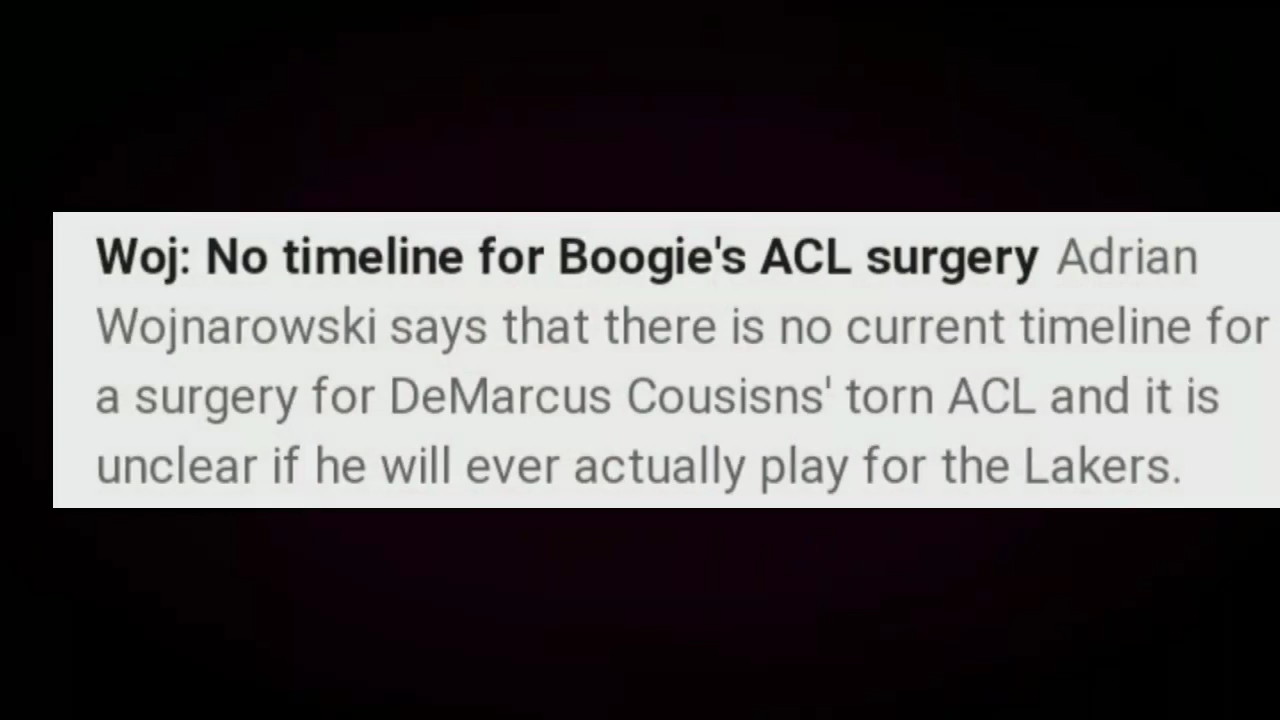 Woj: No timeline for Boogie's ACL surgery Adrian
Wojnarowski says that there is no current timeline for
a surgery for DeMarcus Cousisns' torn ACL and it is
unclear if he will ever actually play for the Lakers.